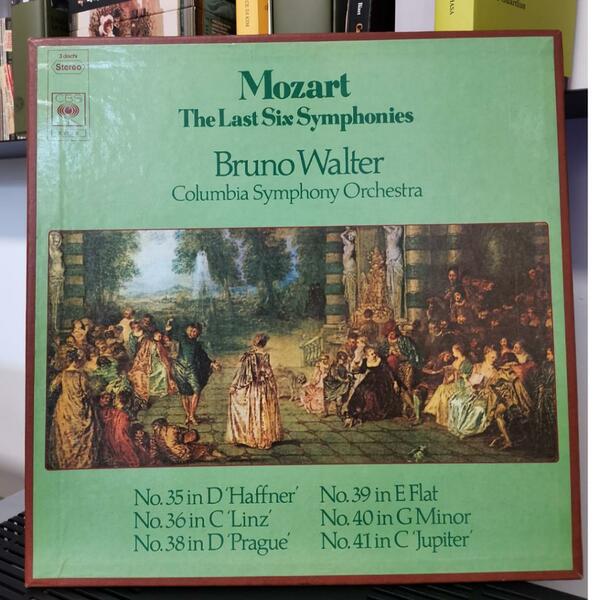 3 dischi
Stereo
CBS
Mozart
The Last Six Symphonies
Bruno Walter
Columbia Symphony Orchestra
No. 35 in D 'Haffner'
No. 36 in C 'Linz'
No. 38 in D 'Prague'
No. 39 in E Flat
No. 40 in G Minor
No. 41 in C 'Jupiter'